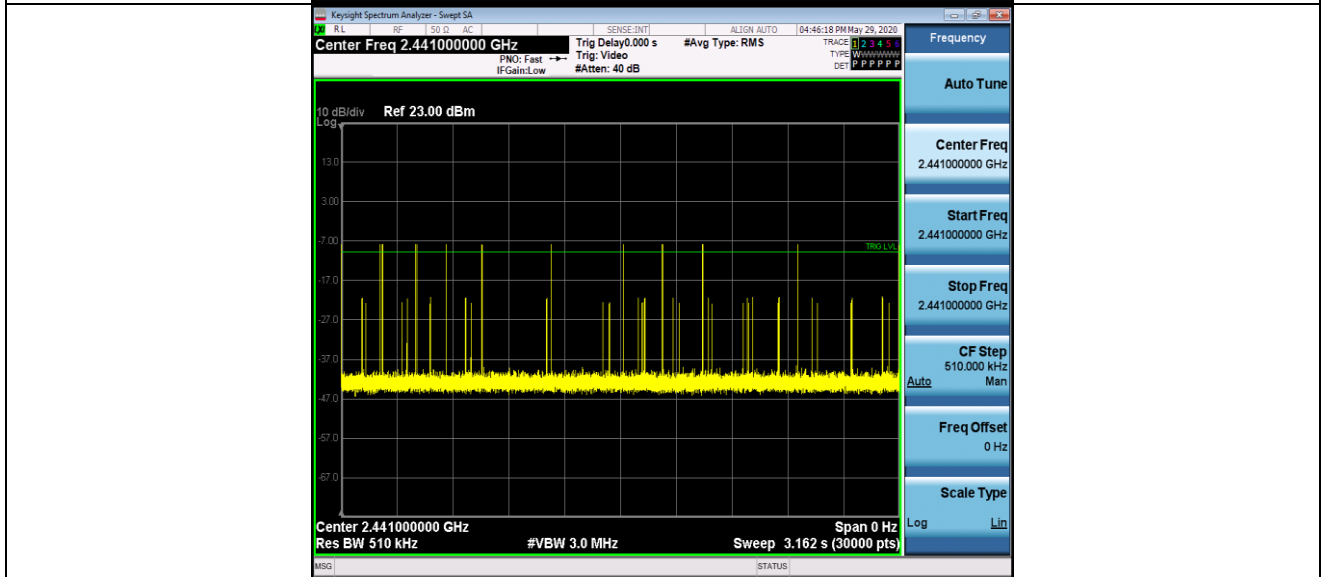 Keysight Spectrum Analyzer - Swept SA
RL RF 50 Ω AC SENSE:INT ALIGN AUTO 04:46:18 PM May 29, 2020
Center Freq 2.441000000 GHz
PNO: Fast
IFGain:Low
Trig Delay0.000 s
Trig: Video
#Atten: 40 dB
#Avg Type: RMS
TRACE 1 2 3 4 5 6
TYPE
DET P P P P P P
10 dB/div Ref 23.00 dBm
Log
13.0
3.00
-7.00
-17.0
-27.0
-37.0
-47.0
-57.0
-67.0
TRIG LVL
Center 2.441000000 GHz Span 0 Hz
Res BW 510 kHz #VBW 3.0 MHz Sweep 3.162 s (30000 pts)
MSG STATUS
Frequency
Auto Tune
Center Freq
2.441000000 GHz
Start Freq
2.441000000 GHz
Stop Freq
2.441000000 GHz
CF Step
510.000 kHz
Auto Man
Freq Offset
0 Hz
Scale Type
Log Lin